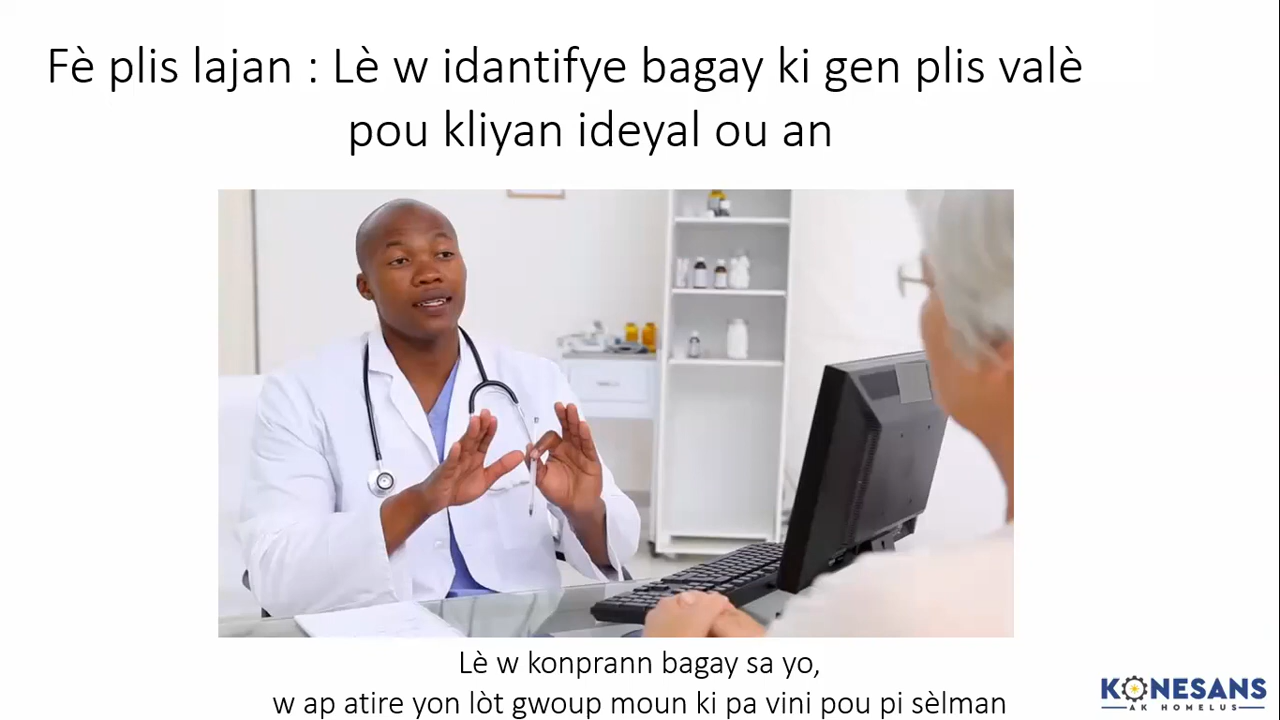 Fè plis lajan : Lè w idantifye bagay ki gen plis valè
pou kliyan ideyal ou an
Lè w konprann bagay sa yo,
w ap atire yon lòt gwoup moun ki pa vini pou pi sèlman
KONESANS
AK HOMELUS